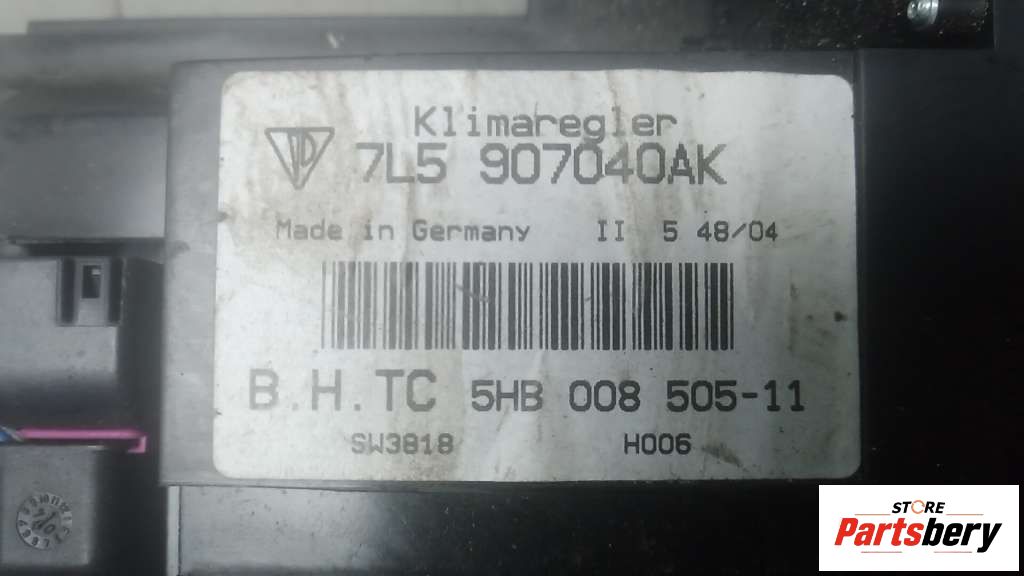 Klimaregler
7L5 907040AK
Made in Germany II 5 48/04
B.H.TC 5HB 008 505-11
SW3818 H006
STORE
Partsbery